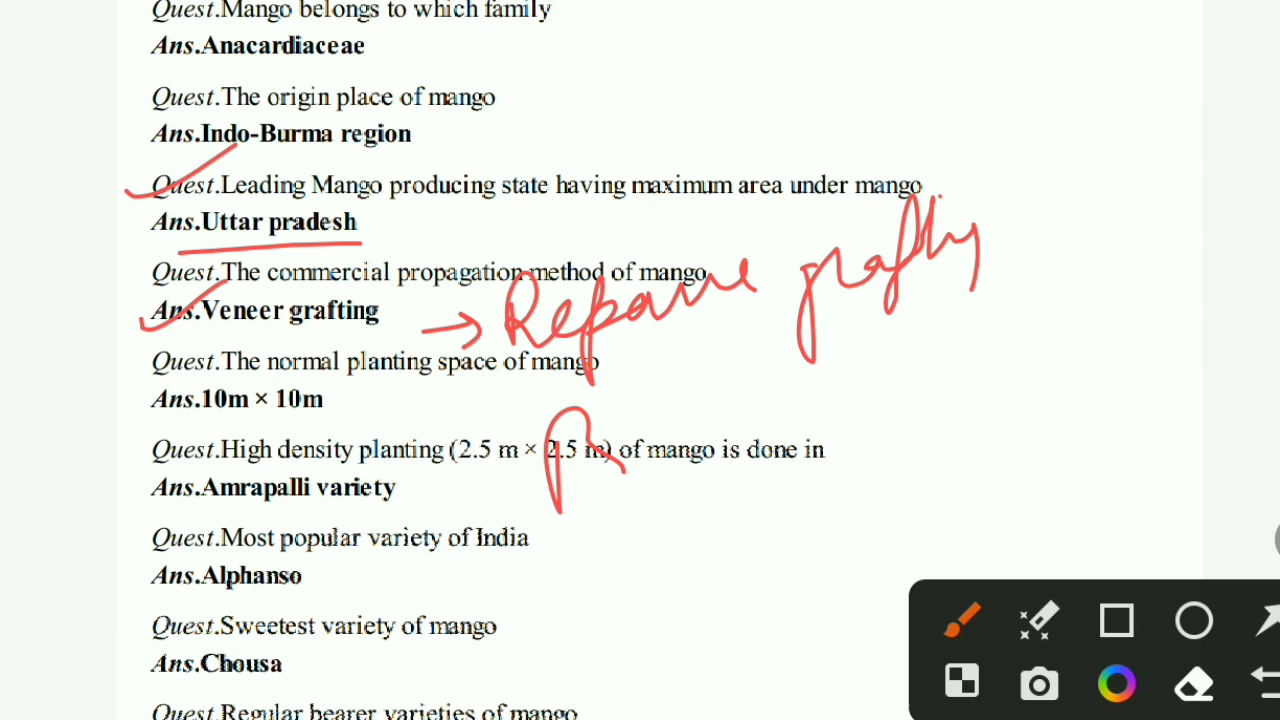 Quest.Mango belongs to which family
Ans.Anacardiaceae
Quest.The origin place of mango
Ans.Indo-Burma region
Quest.Leading Mango producing state having maximum area under mango
Ans.Uttar pradesh
Quest.The commercial propagation method of mango
Ans.Veneer grafting
→ grafting
Quest.The normal planting space of mango
Ans.10m × 10m
Quest.High density planting (2.5 m × 2.5 m) of mango is done in
Ans.Amrapalli variety
Quest.Most popular variety of India
Ans.Alphanso
Quest.Sweetest variety of mango
Ans.Chousa
Quest.Regular bearer varieties of mango